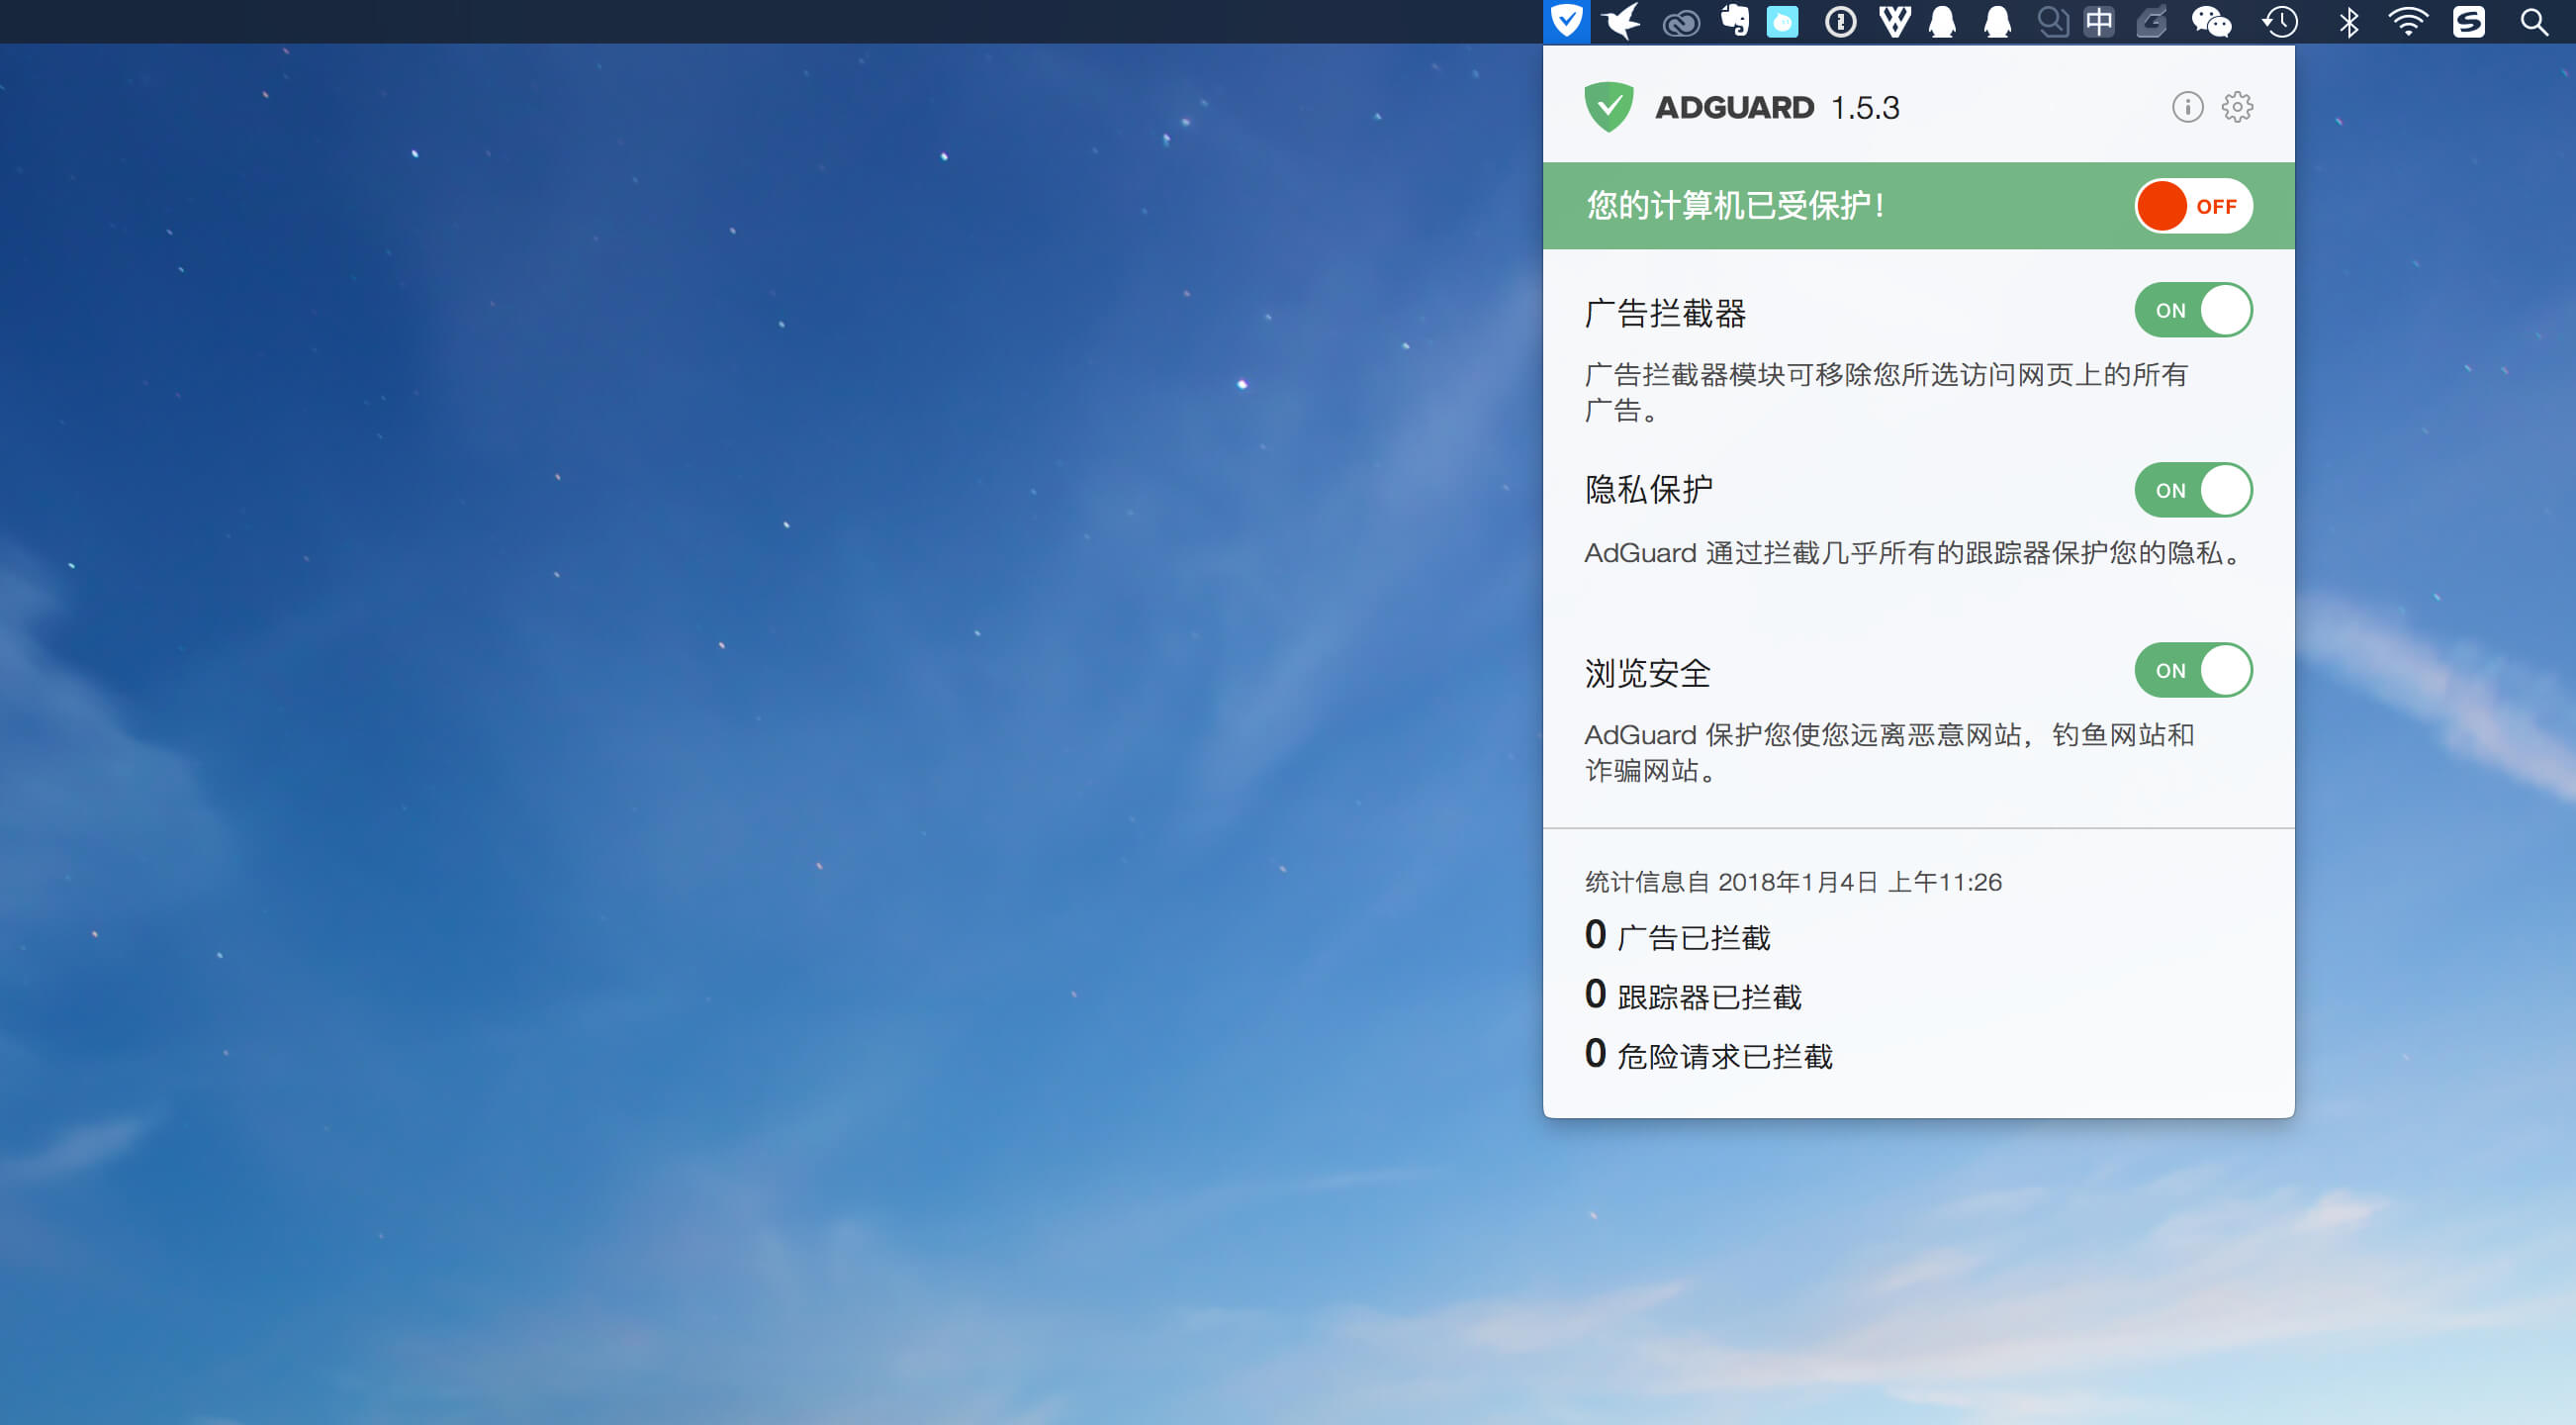 中
ADGUARD 1.5.3
您的计算机已受保护！ OFF
广告拦截器 ON
广告拦截器模块可移除您所选访问网页上的所有
广告。
隐私保护 ON
AdGuard 通过拦截几乎所有的跟踪器保护您的隐私。
浏览安全 ON
AdGuard 保护您使您远离恶意网站，钓鱼网站和
诈骗网站。
统计信息自 2018年1月4日 上午11:26
0 广告已拦截
0 跟踪器已拦截
0 危险请求已拦截